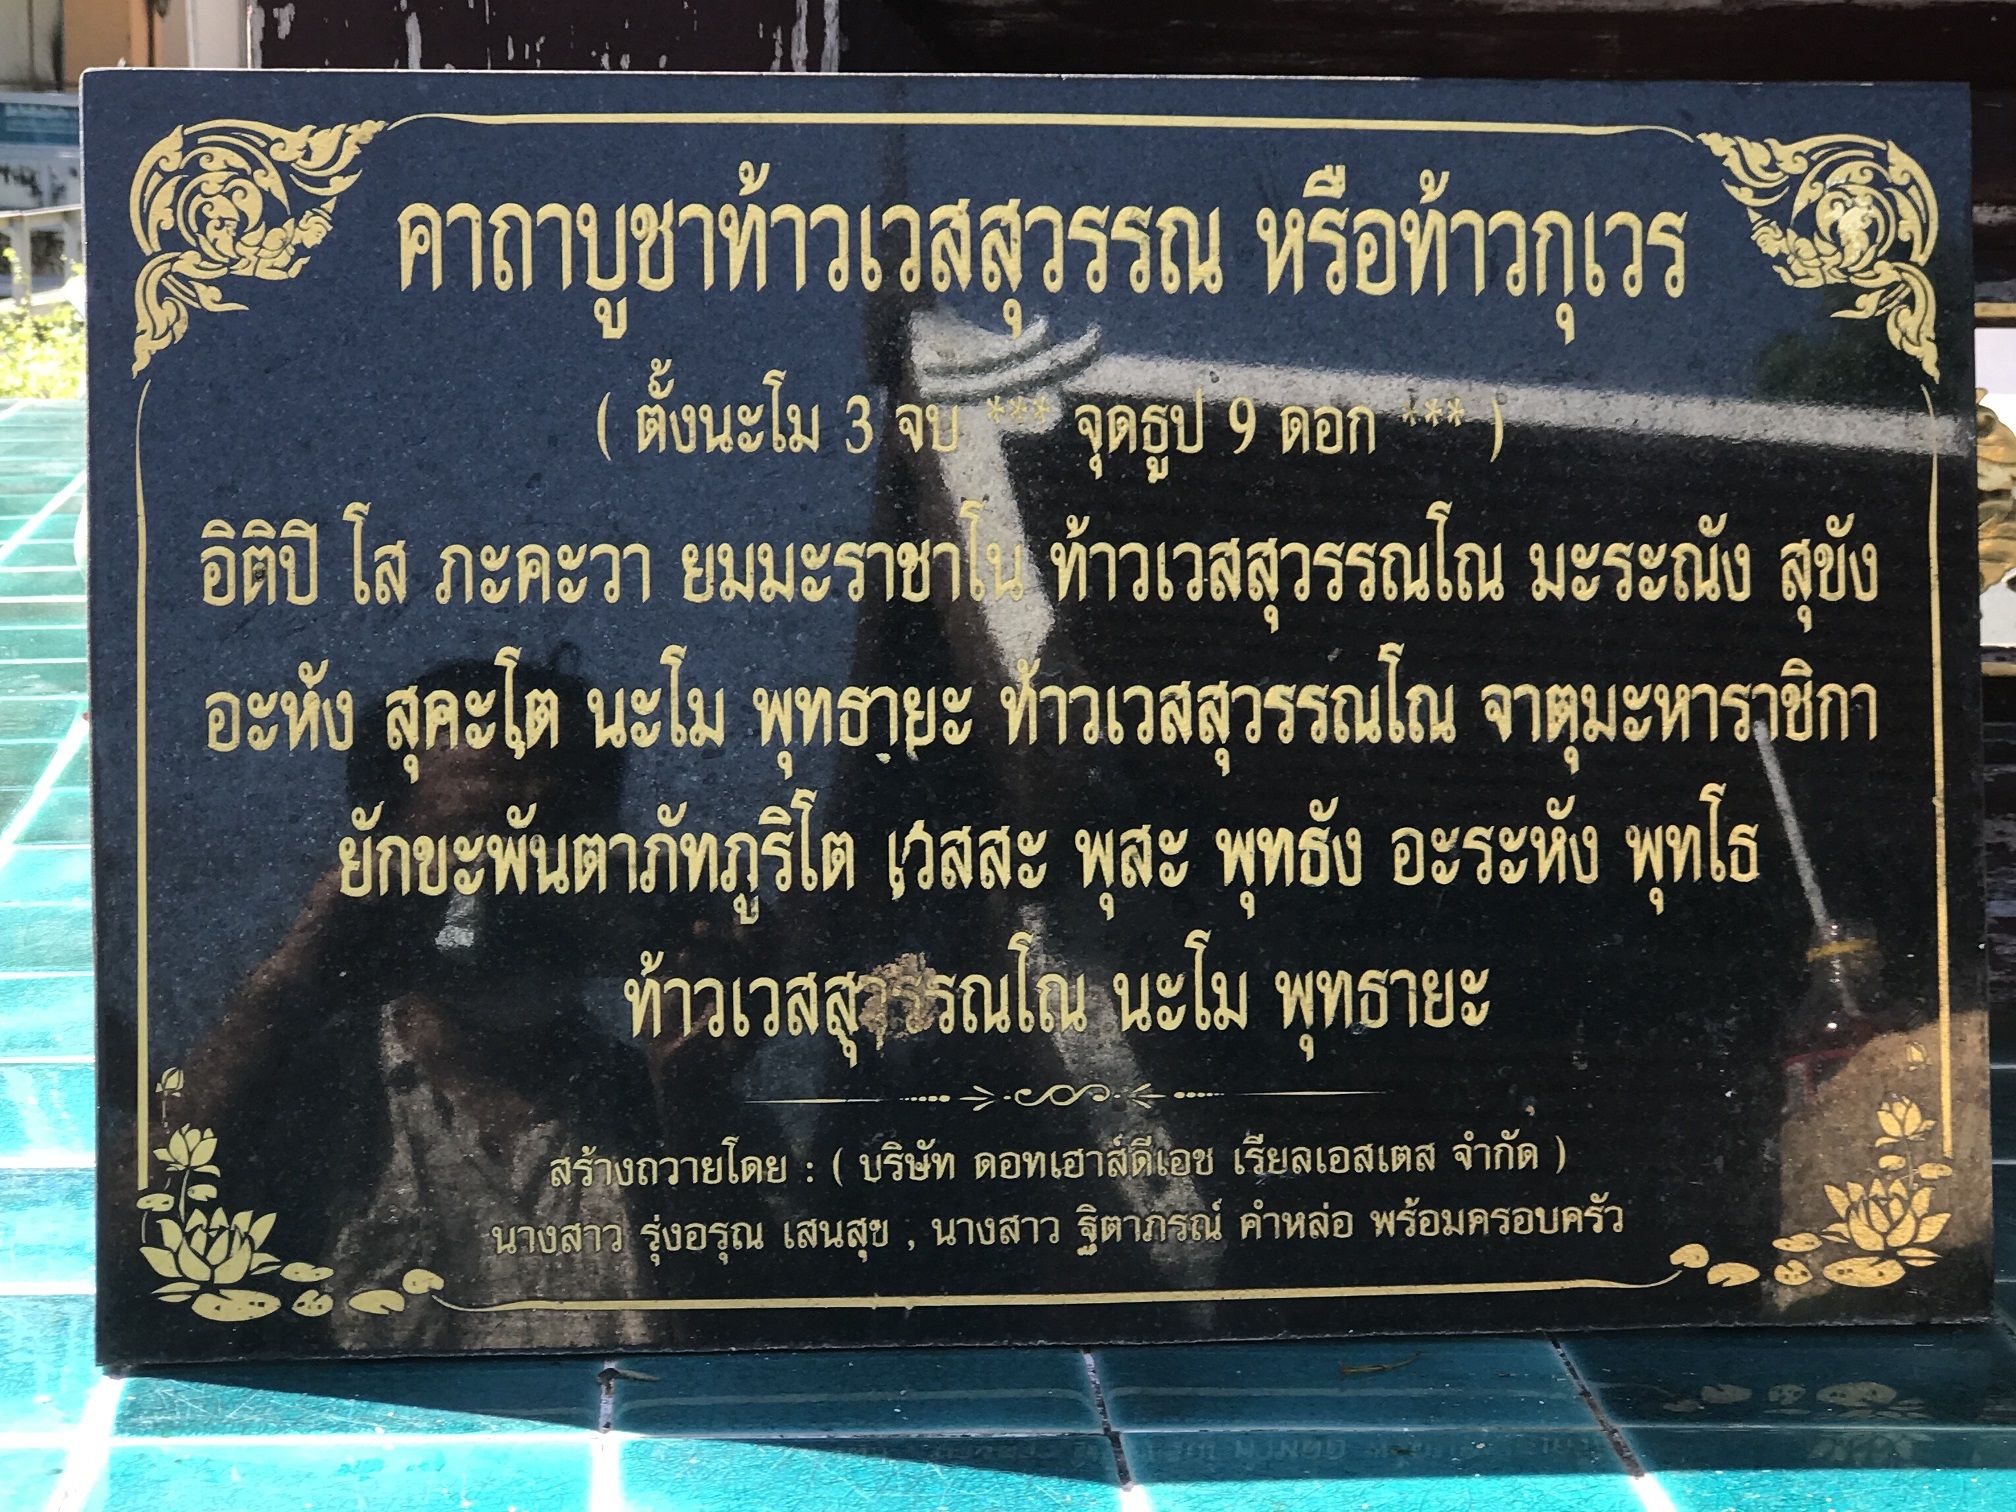 คาถาบูชาท้าวเวสสุวรรณ หรือท้าวกุเวร
( ตั้งนะโม 3 จบ *** จุดธูป 9 ดอก *** )
อิติปิ โส ภะคะวา ยมมะราชาโน ท้าวเวสสุวรรณโณ มะระณัง สุขัง
อะหัง สุคะโต นะโม พุทธายะ ท้าวเวสสุวรรณโณ จาตุมะหาราชิกา
ยักขะพันตาภัทภูริโต เวสสะ พุสะ พุทธัง อะระหัง พุทโธ
ท้าวเวสสุวรรณโณ นะโม พุทธายะ
สร้างถวายโดย : ( บริษัท ดอทเฮาส์ดีเอช เรียลเอสเตส จำกัด )
นางสาว รุ่งอรุณ เสนสุข , นางสาว ฐิตาภรณ์ คำหล่อ พร้อมครอบครัว